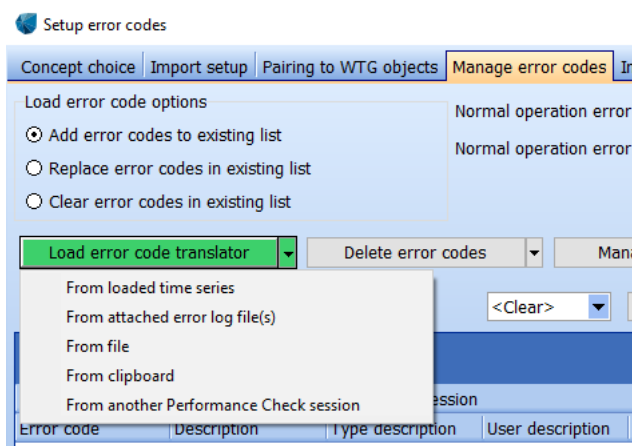 Setup error codes
Concept choice Import setup Pairing to WTG objects Manage error codes
Load error code options
Normal operation error
Add error codes to existing list
Normal operation error
Replace error codes in existing list
Clear error codes in existing list
Load error code translator Delete error codes
From loaded time series
From attached error log file(s)
<Clear>
From file
From clipboard
From another Performance Check session
Error code Description Type description User description